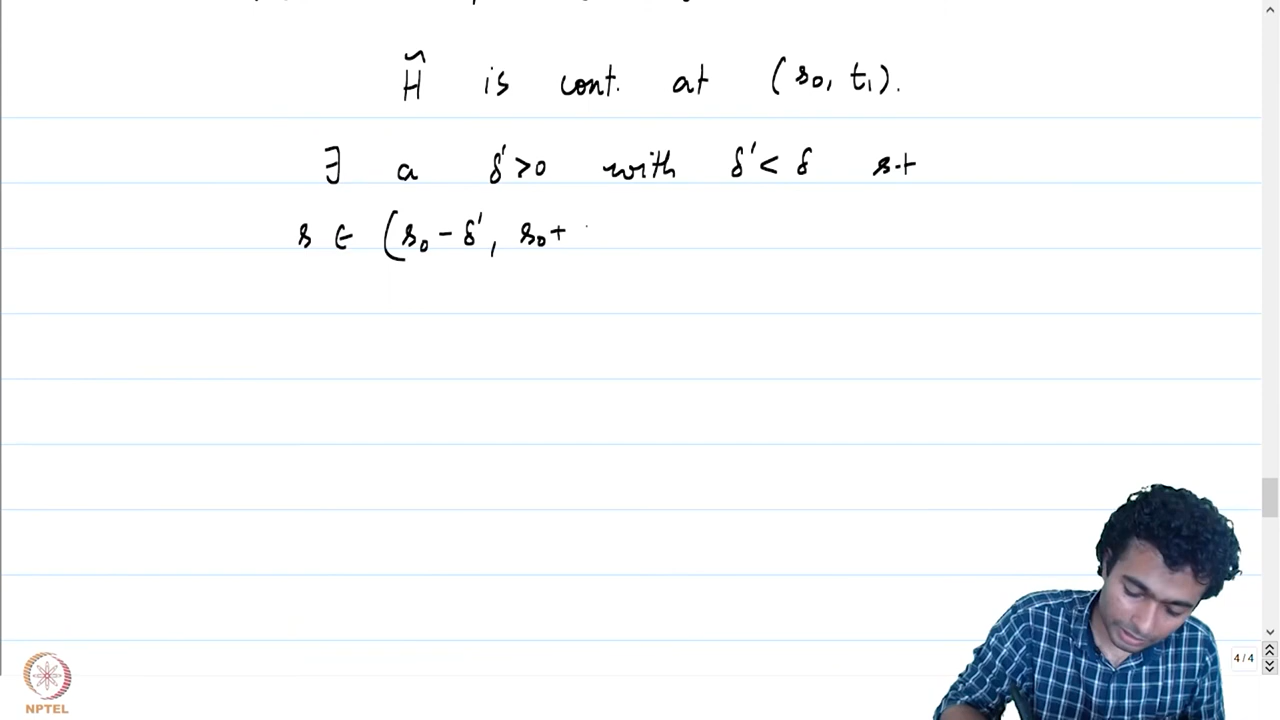 H̃ is cont. at (s₀, t₁).
∃ a δ'>0 with δ'< δ s.t
s ∈ (s₀ - δ', s₀ +
4 / 4
NPTEL